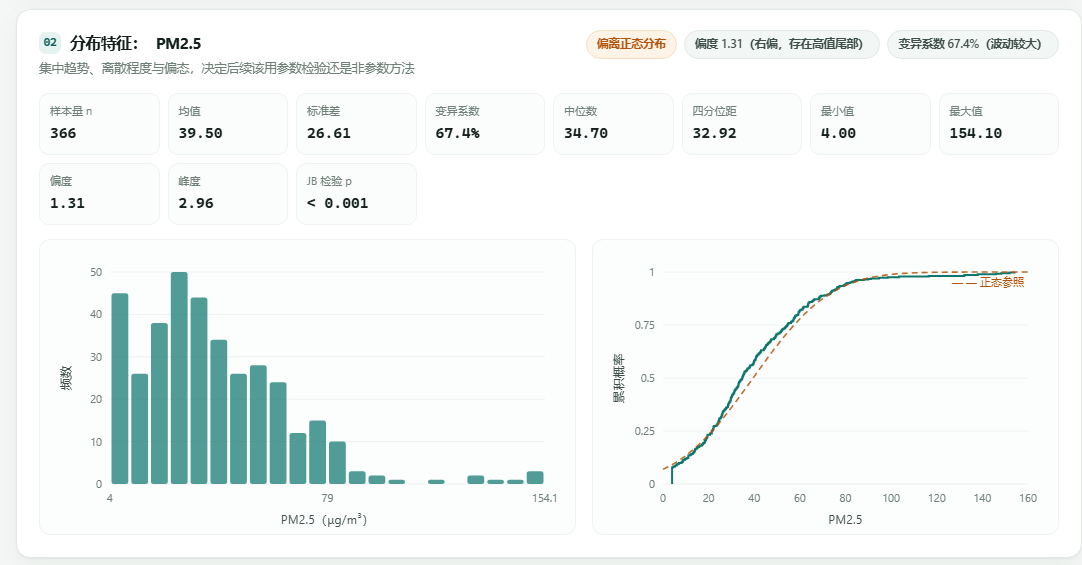 02 分布特征： PM2.5
偏离正态分布
偏度 1.31（右偏，存在高值尾部）
变异系数 67.4%（波动较大）
集中趋势、离散程度与偏态，决定后续该用参数检验还是非参数方法
样本量 n
366
均值
39.50
标准差
26.61
变异系数
67.4%
中位数
34.70
四分位距
32.92
最小值
4.00
最大值
154.10
偏度
1.31
峰度
2.96
JB 检验 p
< 0.001
50
40
30
20
10
0
频数
4
79
154.1
PM2.5（μg/m³）
1
0.75
0.5
0.25
0
累积概率
正态参照
0
20
40
60
80
100
120
140
160
PM2.5